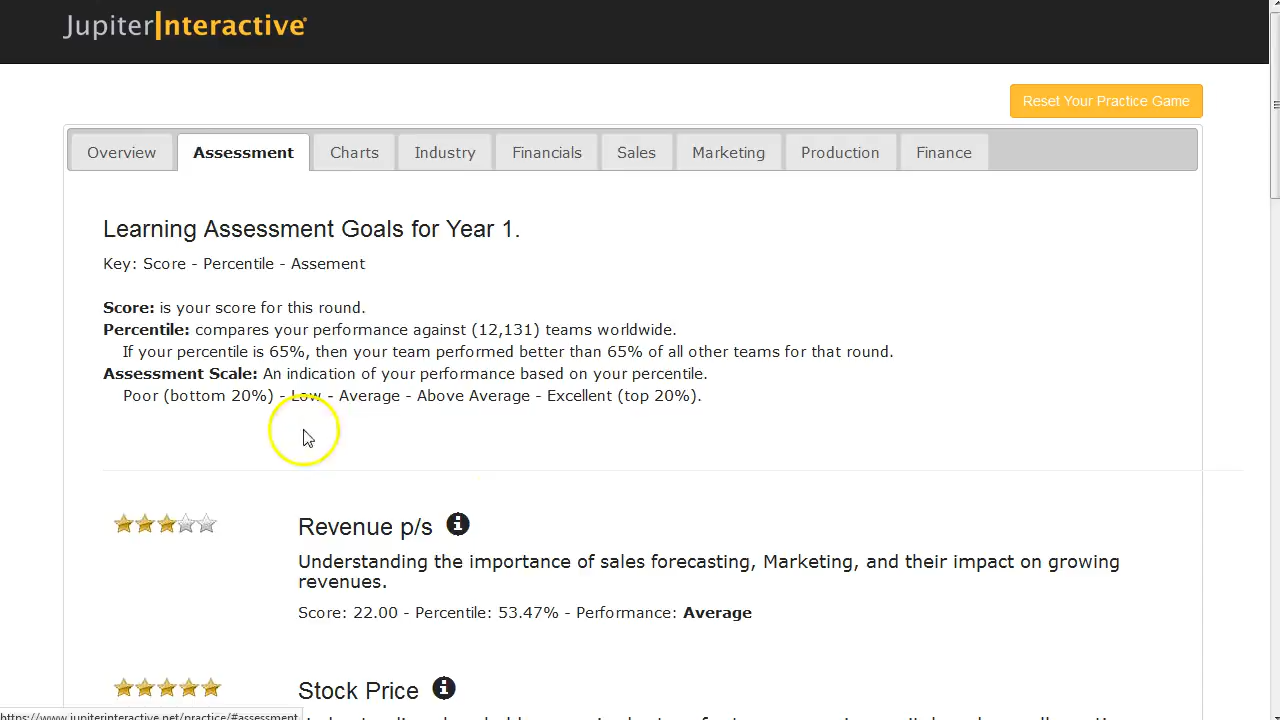 JupiterInteractive
Reset Your Practice Game
Overview Assessment Charts Industry Financials Sales Marketing Production Finance
Learning Assessment Goals for Year 1.
Key: Score - Percentile - Assement
Score: is your score for this round.
Percentile: compares your performance against (12,131) teams worldwide.
If your percentile is 65%, then your team performed better than 65% of all other teams for that round.
Assessment Scale: An indication of your performance based on your percentile.
Poor (bottom 20%) - Low - Average - Above Average - Excellent (top 20%).
Revenue p/s
Understanding the importance of sales forecasting, Marketing, and their impact on growing
revenues.
Score: 22.00 - Percentile: 53.47% - Performance: Average
Stock Price
https://www.jupiterinteractive.net/practice/#assessment